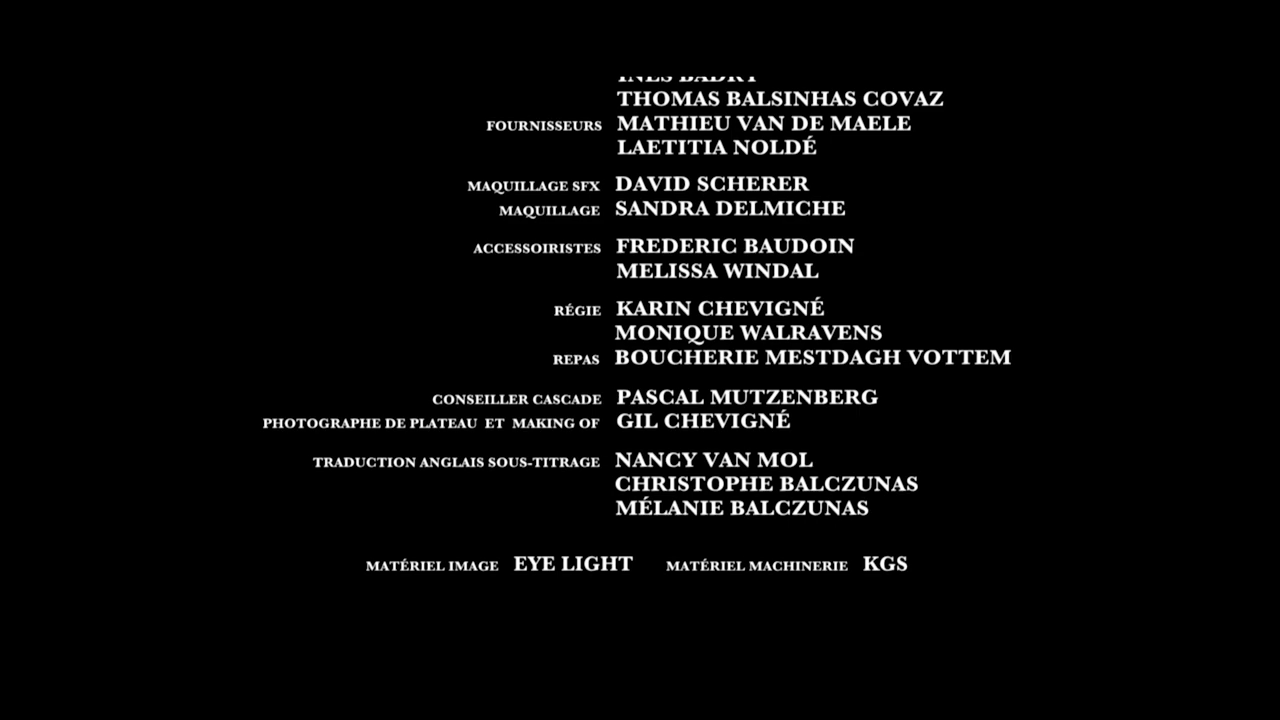 THOMAS BALSINHAS COVAZ
FOURNISSEURS MATHIEU VAN DE MAELE
LAETITIA NOLDÉ
MAQUILLAGE SFX DAVID SCHERER
MAQUILLAGE SANDRA DELMICHE
ACCESSOIRISTES FREDERIC BAUDOIN
MELISSA WINDAL
RÉGIE KARIN CHEVIGNÉ
MONIQUE WALRAVENS
REPAS BOUCHERIE MESTDAGH VOTTEM
CONSEILLER CASCADE PASCAL MUTZENBERG
PHOTOGRAPHE DE PLATEAU ET MAKING OF GIL CHEVIGNÉ
TRADUCTION ANGLAIS SOUS-TITRAGE NANCY VAN MOL
CHRISTOPHE BALCZUNAS
MÉLANIE BALCZUNAS
MATÉRIEL IMAGE EYE LIGHT MATÉRIEL MACHINERIE KGS